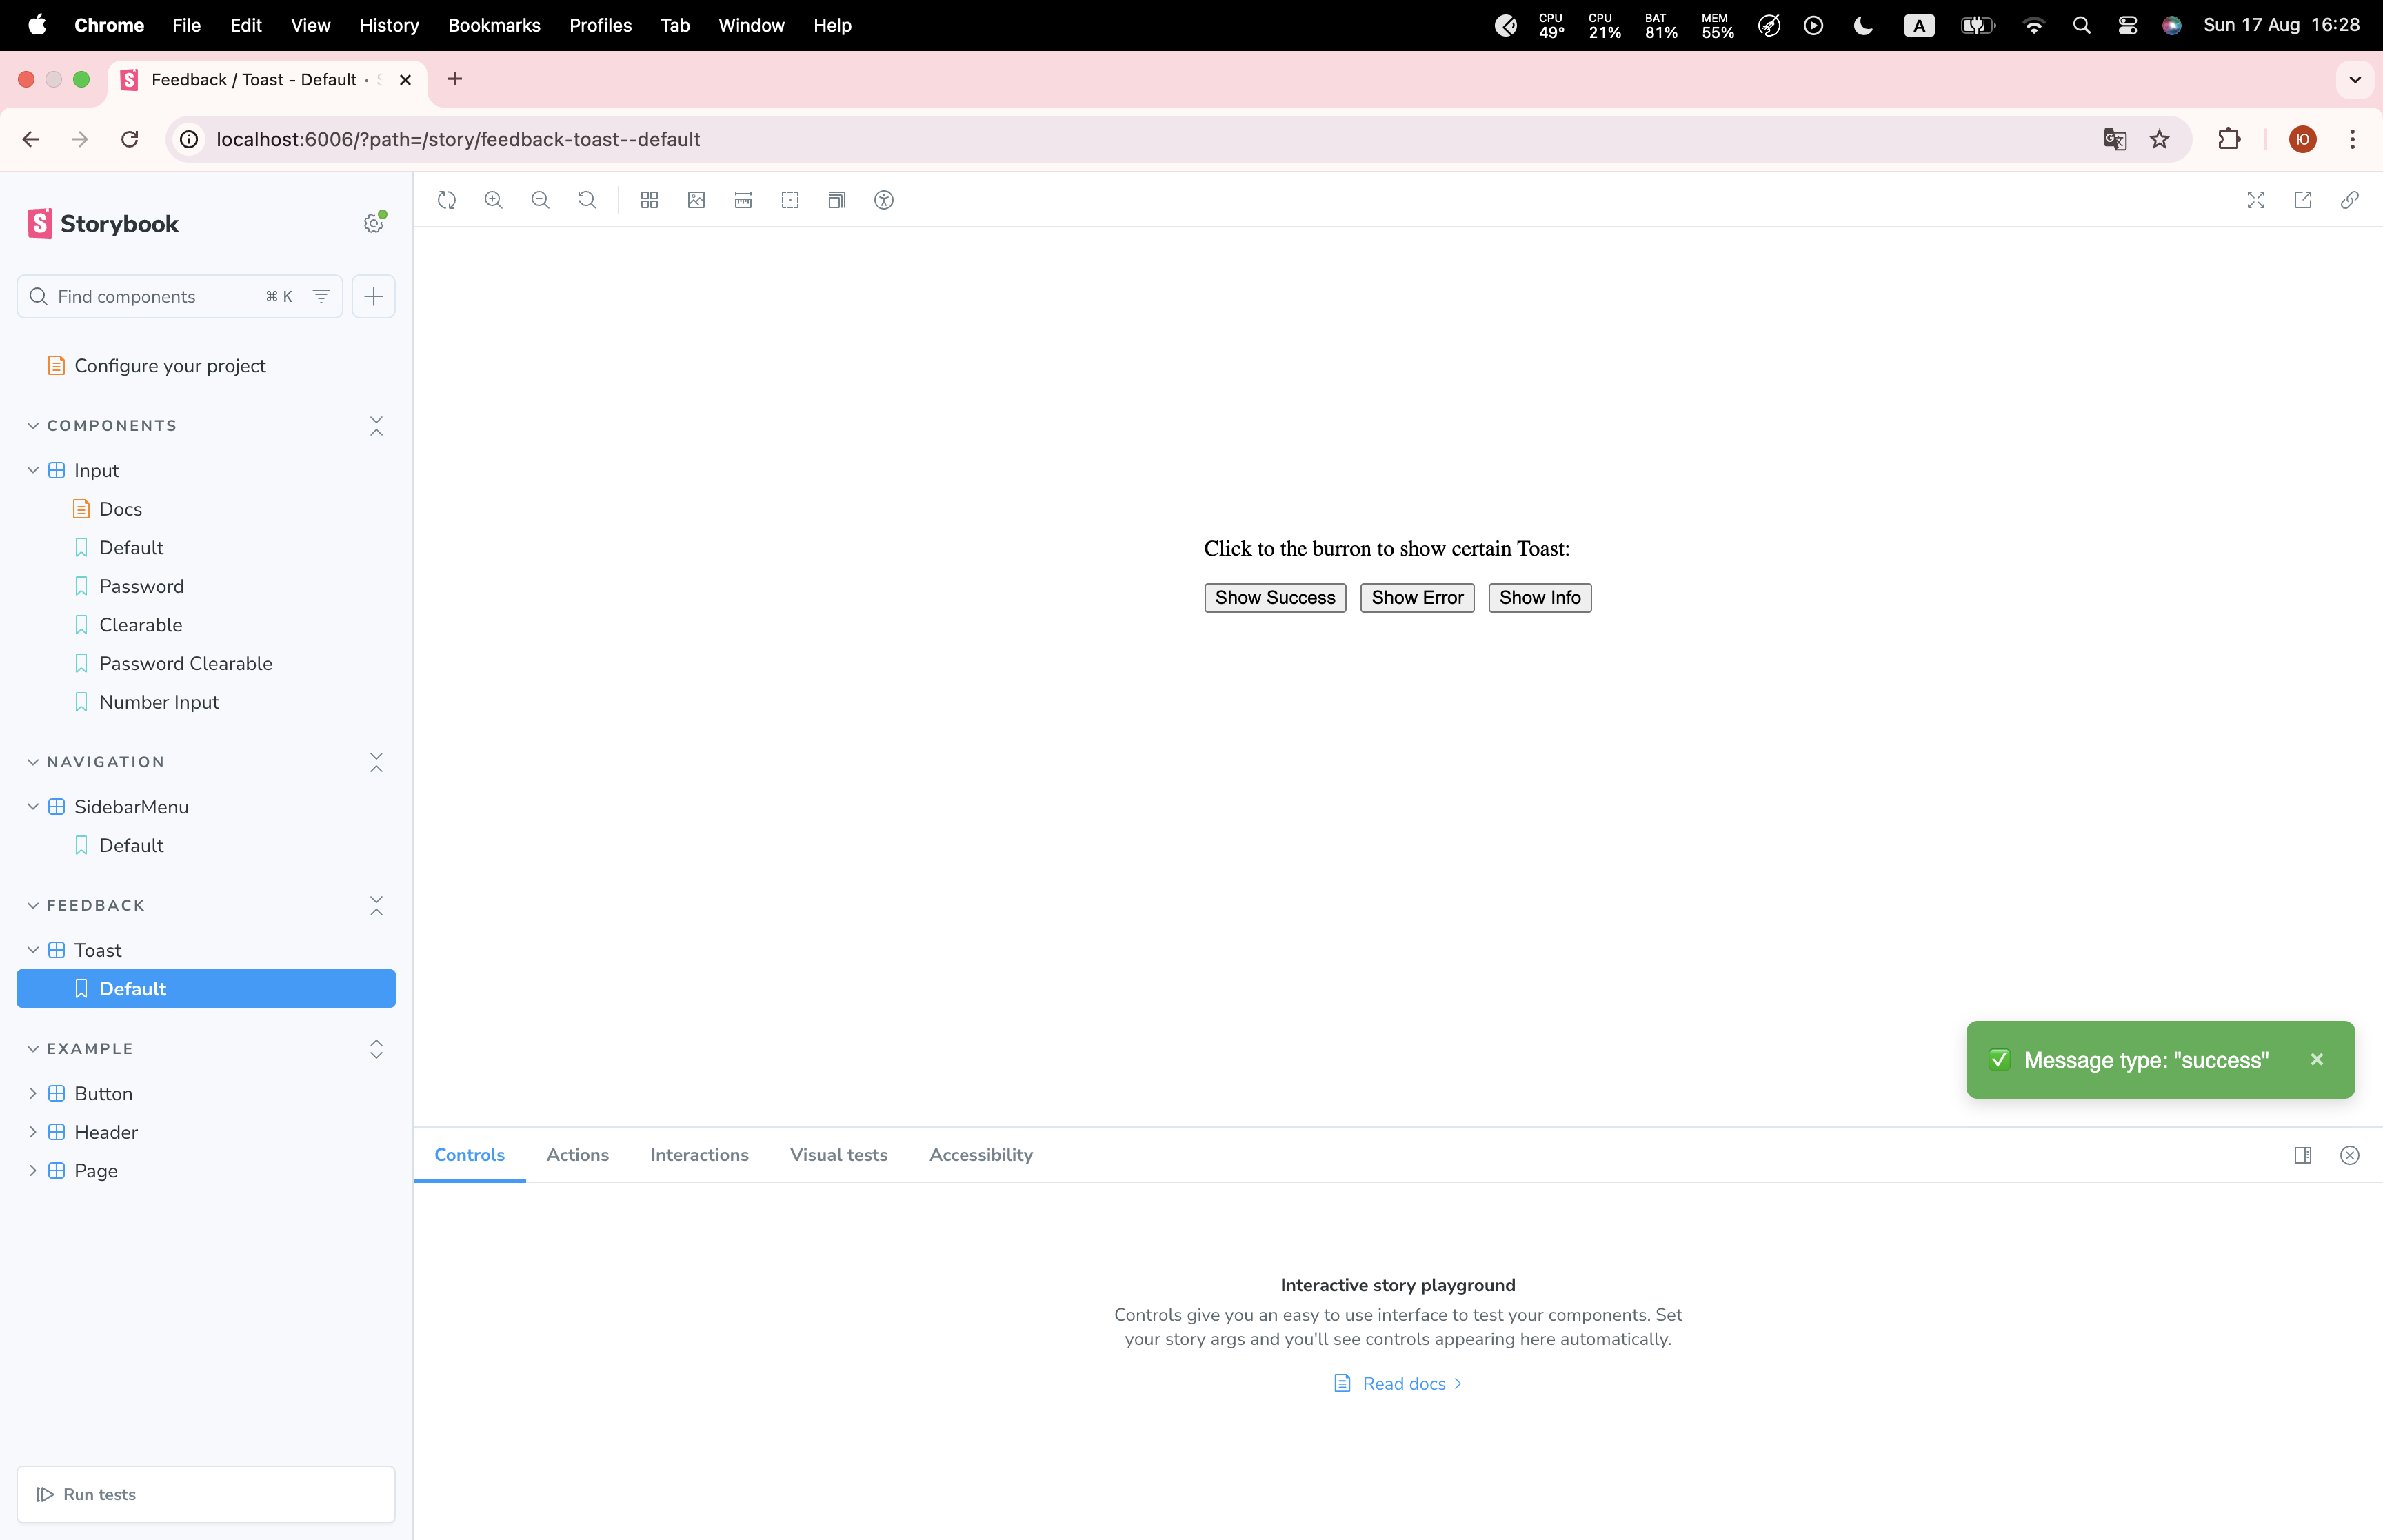 Chrome File Edit View History Bookmarks Profiles Tab Window Help CPU 49° CPU 21% BAT 81% MEM 55% A Sun 17 Aug 16:28
Feedback / Toast - Default ·
localhost:6006/?path=/story/feedback-toast--default
Ю
Storybook
Find components ⌘ K
Configure your project
COMPONENTS
Input
Docs
Default
Password
Clearable
Password Clearable
Number Input
NAVIGATION
SidebarMenu
Default
FEEDBACK
Toast
Default
EXAMPLE
Button
Header
Page
Run tests
Click to the burron to show certain Toast:
Show Success Show Error Show Info
✅ Message type: "success" ×
Controls Actions Interactions Visual tests Accessibility
Interactive story playground
Controls give you an easy to use interface to test your components. Set
your story args and you'll see controls appearing here automatically.
Read docs